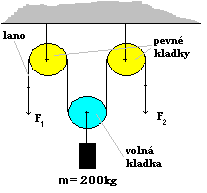 lano
pevné
kladky
F1
F2
volná
kladka
m = 200kg